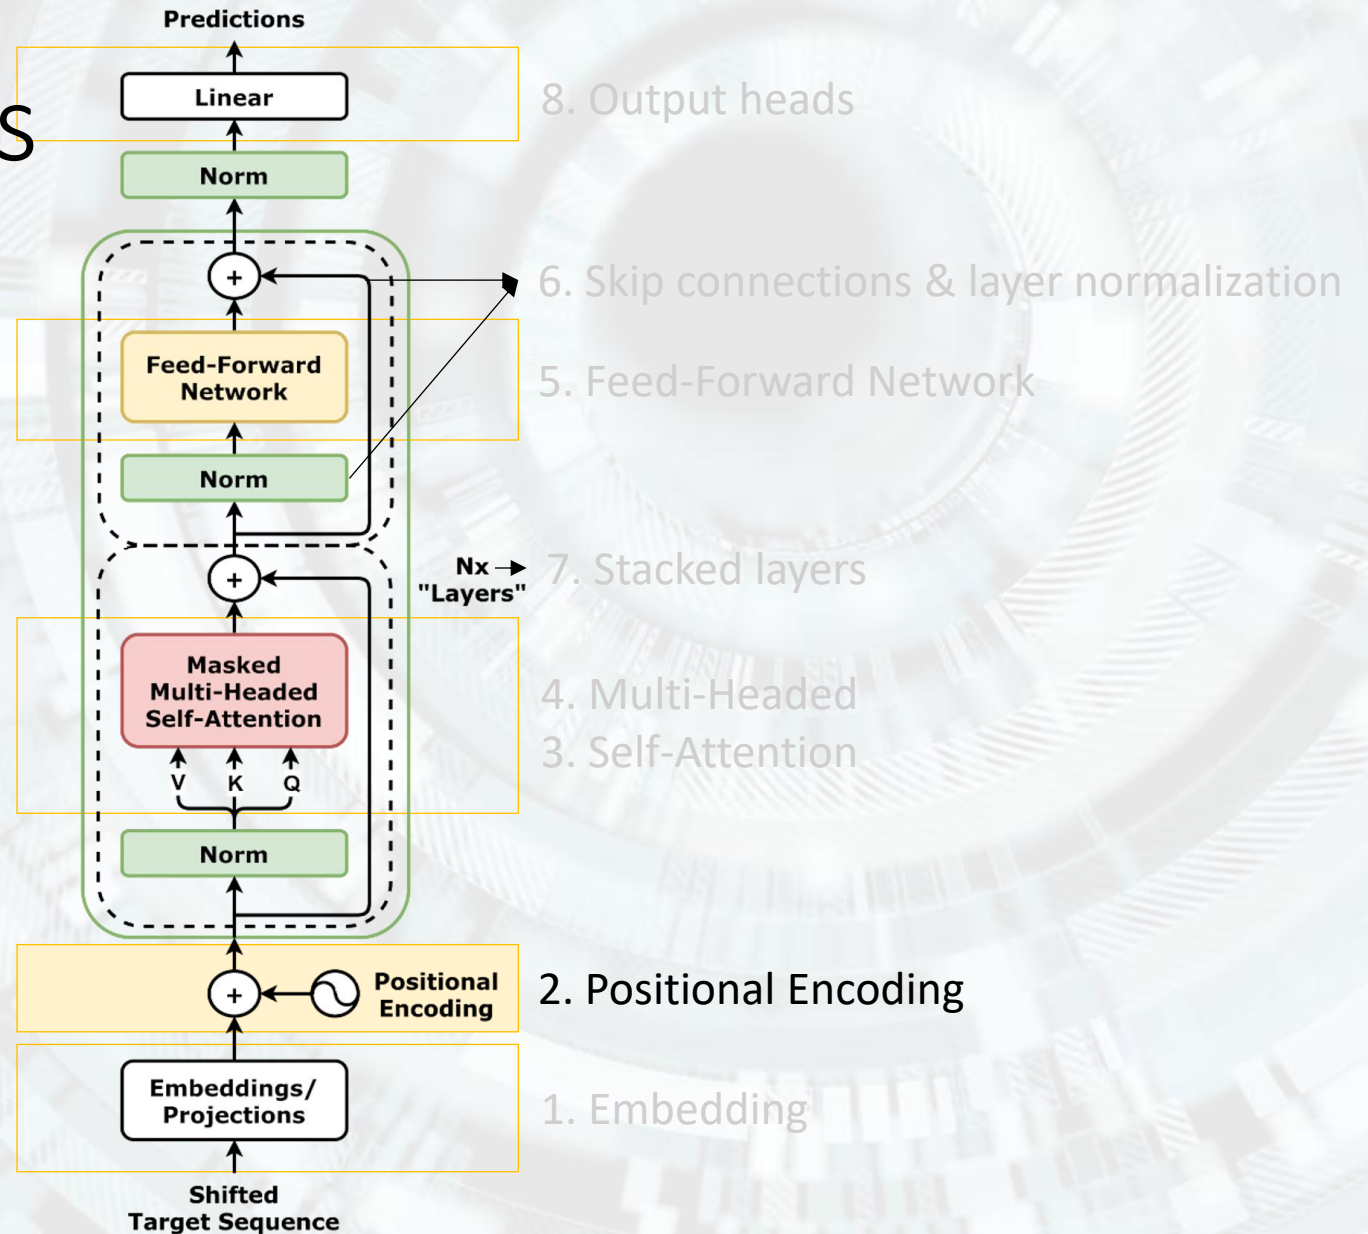 Predictions
Linear
8. Output heads
S
Norm
+
6. Skip connections & layer normalization
Feed-Forward
Network
5. Feed-Forward Network
Norm
Nx
"Layers"
7. Stacked layers
+
Masked
Multi-Headed
Self-Attention
4. Multi-Headed
3. Self-Attention
V K Q
Norm
+
Positional
Encoding
2. Positional Encoding
Embeddings/
Projections
1. Embedding
Shifted
Target Sequence